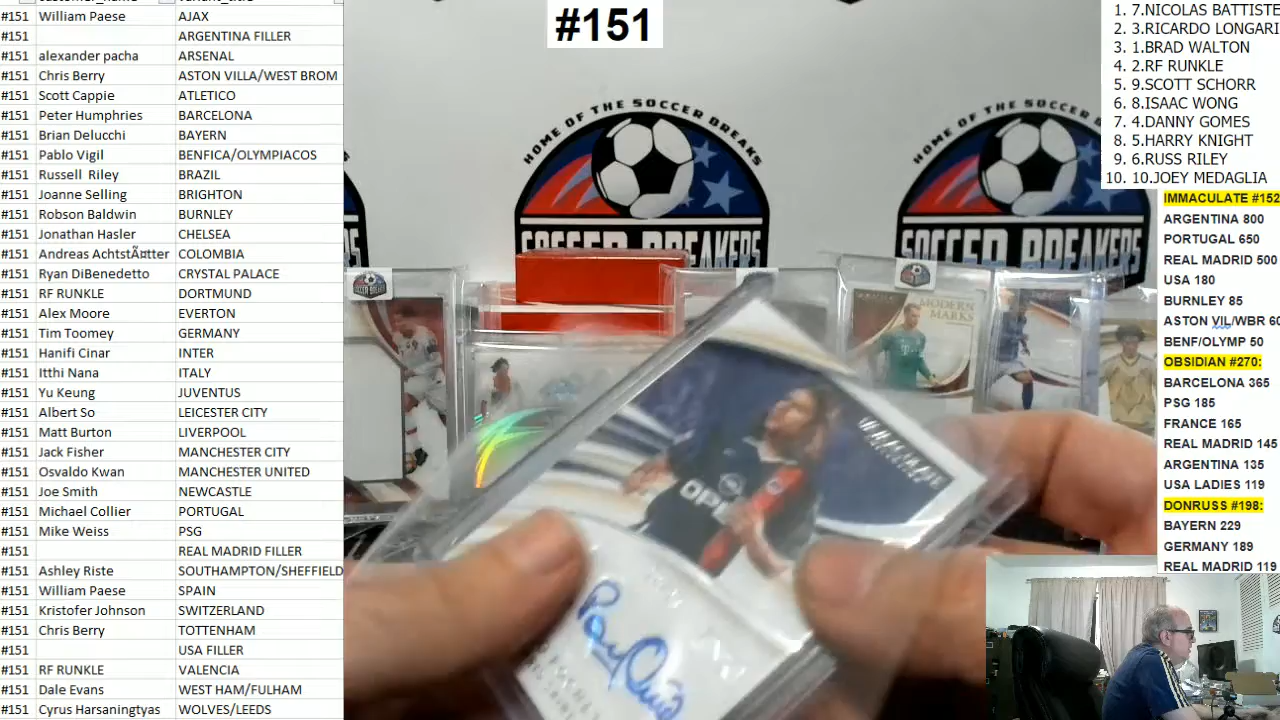 #151 William Paese AJAX
#151 ARGENTINA FILLER
#151 alexander pacha ARSENAL
#151 Chris Berry ASTON VILLA/WEST BROM
#151 Scott Cappie ATLETICO
#151 Peter Humphries BARCELONA
#151 Brian Delucchi BAYERN
#151 Pablo Vigil BENFICA/OLYMPIACOS
#151 Russell Riley BRAZIL
#151 Joanne Selling BRIGHTON
#151 Robson Baldwin BURNLEY
#151 Jonathan Hasler CHELSEA
#151 Andreas AchtstÃ¤tter COLOMBIA
#151 Ryan DiBenedetto CRYSTAL PALACE
#151 RF RUNKLE DORTMUND
#151 Alex Moore EVERTON
#151 Tim Toomey GERMANY
#151 Hanifi Cinar INTER
#151 Itthi Nana ITALY
#151 Yu Keung JUVENTUS
#151 Albert So LEICESTER CITY
#151 Matt Burton LIVERPOOL
#151 Jack Fisher MANCHESTER CITY
#151 Osvaldo Kwan MANCHESTER UNITED
#151 Joe Smith NEWCASTLE
#151 Michael Collier PORTUGAL
#151 Mike Weiss PSG
#151 REAL MADRID FILLER
#151 Ashley Riste SOUTHAMPTON/SHEFFIELD
#151 William Paese SPAIN
#151 Kristofer Johnson SWITZERLAND
#151 Chris Berry TOTTENHAM
#151 USA FILLER
#151 RF RUNKLE VALENCIA
#151 Dale Evans WEST HAM/FULHAM
#151 Cyrus Harsaningtyas WOLVES/LEEDS
#151
HOME OF THE SOCCER BREAKS
SOCCER BREAKERS
HOME OF THE SOCCER BREAKS
SOCCER BREAKERS
MODERN
MARKS
IMMACULATE
OPEL
1. 7.NICOLAS BATTISTE
2. 3.RICARDO LONGARI
3. 1.BRAD WALTON
4. 2.RF RUNKLE
5. 9.SCOTT SCHORR
6. 8.ISAAC WONG
7. 4.DANNY GOMES
8. 5.HARRY KNIGHT
9. 6.RUSS RILEY
10. 10.JOEY MEDAGLIA
IMMACULATE #152
ARGENTINA 800
PORTUGAL 650
REAL MADRID 500
USA 180
BURNLEY 85
ASTON VIL/WBR 60
BENF/OLYMP 50
OBSIDIAN #270:
BARCELONA 365
PSG 185
FRANCE 165
REAL MADRID 145
ARGENTINA 135
USA LADIES 119
DONRUSS #198:
BAYERN 229
GERMANY 189
REAL MADRID 119